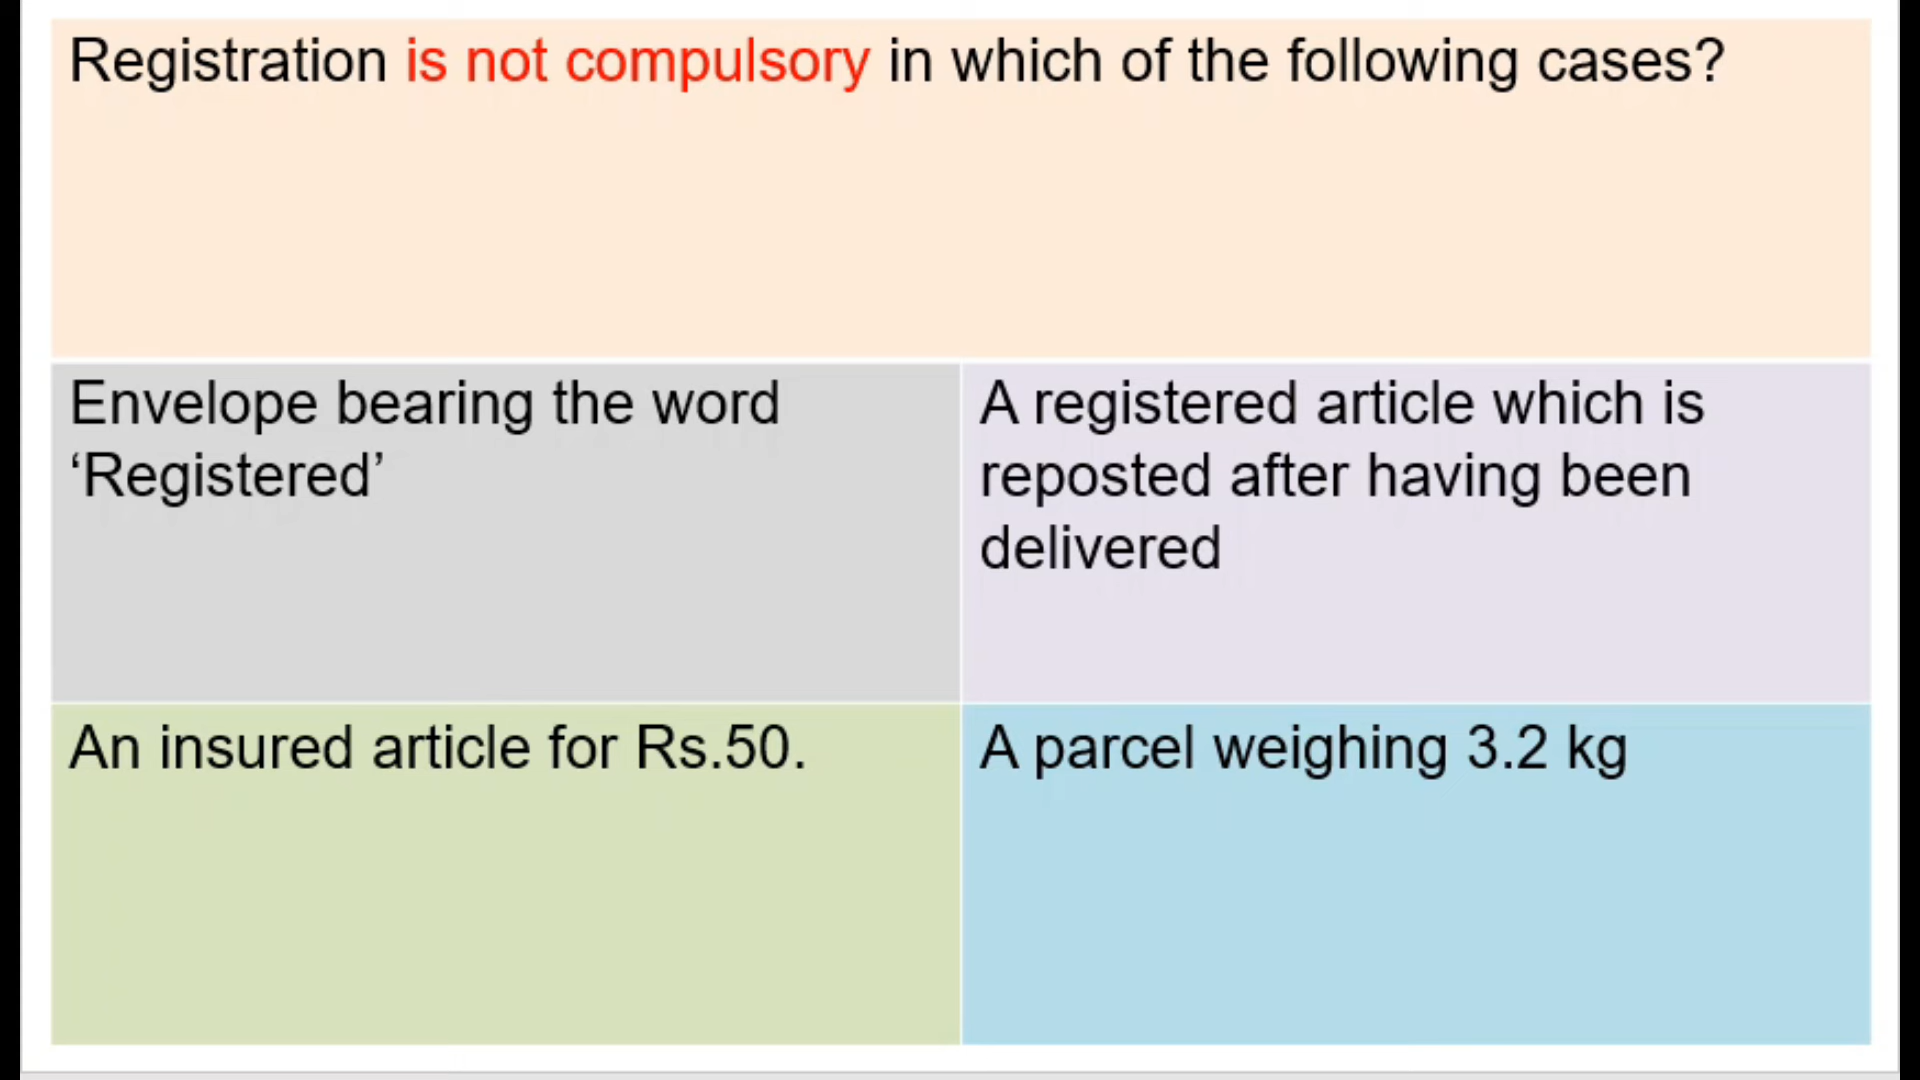 Registration is not compulsory in which of the following cases?
Envelope bearing the word
‘Registered’
A registered article which is
reposted after having been
delivered
An insured article for Rs.50.
A parcel weighing 3.2 kg